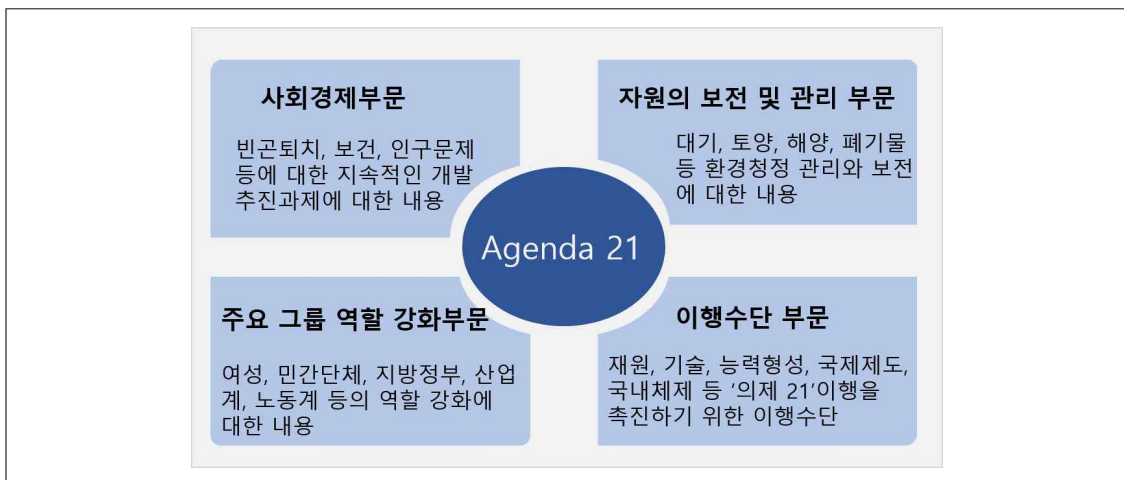 사회경제부문
빈곤퇴치, 보건, 인구문제
등에 대한 지속적인 개발
추진과제에 대한 내용
자원의 보전 및 관리 부문
대기, 토양, 해양, 폐기물
등 환경청정 관리와 보전
에 대한 내용
Agenda 21
주요 그룹 역할 강화부문
여성, 민간단체, 지방정부, 산업
계, 노동계 등의 역할 강화에
대한 내용
이행수단 부문
재원, 기술, 능력형성, 국제제도,
국내체제 등 ‘의제 21’이행을
촉진하기 위한 이행수단